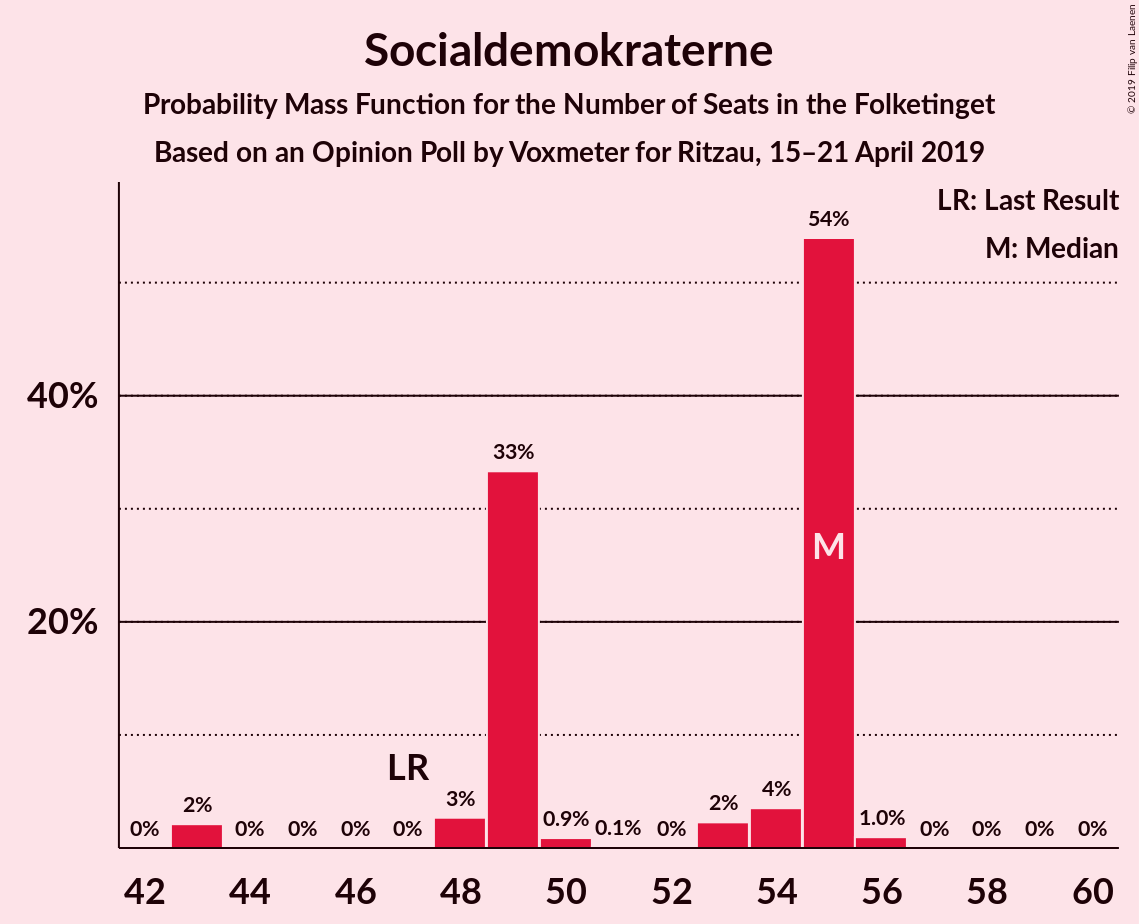 Socialdemokraterne
Probability Mass Function for the Number of Seats in the Folketinget
Based on an Opinion Poll by Voxmeter for Ritzau, 15–21 April 2019
© 2019 Filip van Laenen
LR: Last Result
M: Median
54%
40%
33%
M
20%
LR
0% 2% 0% 0% 0% 0% 3% 0.9% 0.1% 0% 2% 4% 1.0% 0% 0% 0% 0%
42 44 46 48 50 52 54 56 58 60